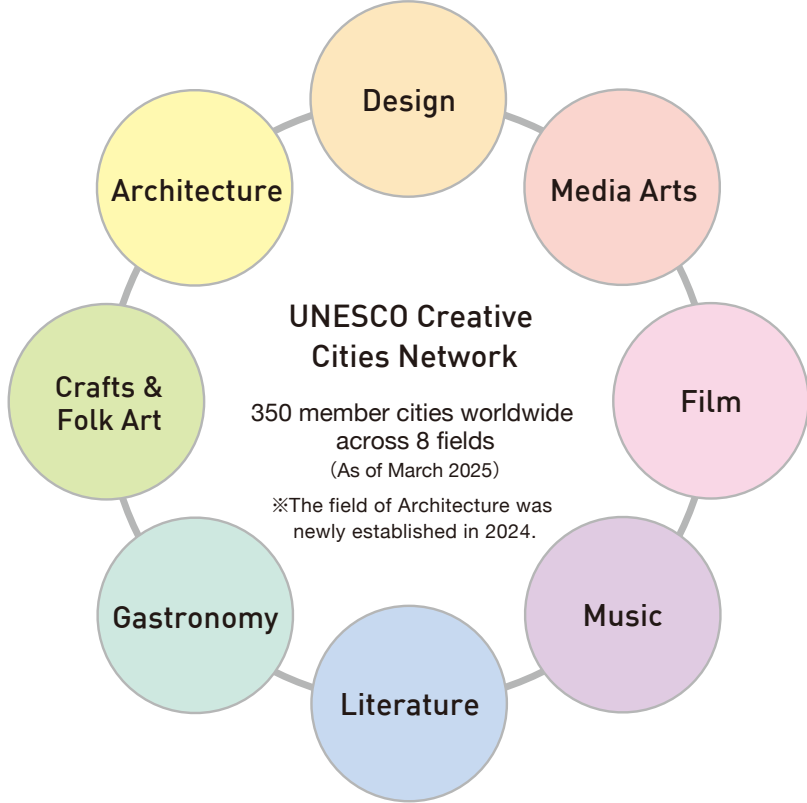 Design
Media Arts
Architecture
UNESCO Creative
Cities Network
Crafts &
Folk Art
Film
350 member cities worldwide
across 8 fields
(As of March 2025)
※The field of Architecture was
newly established in 2024.
Gastronomy
Music
Literature